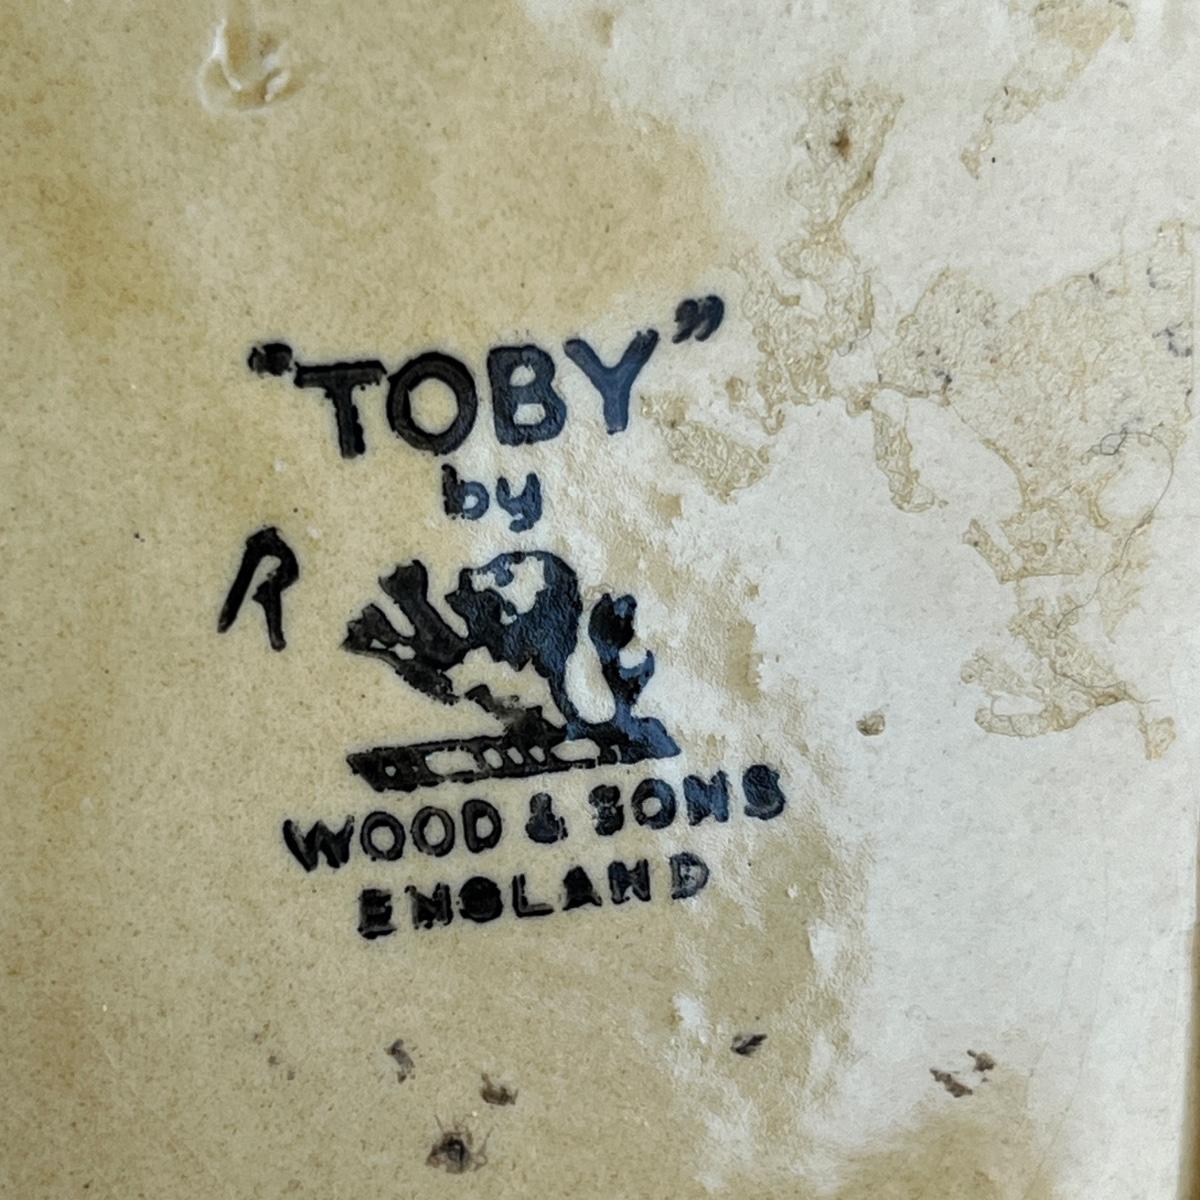 "TOBY"
by
R
WOOD & SONS
ENGLAND